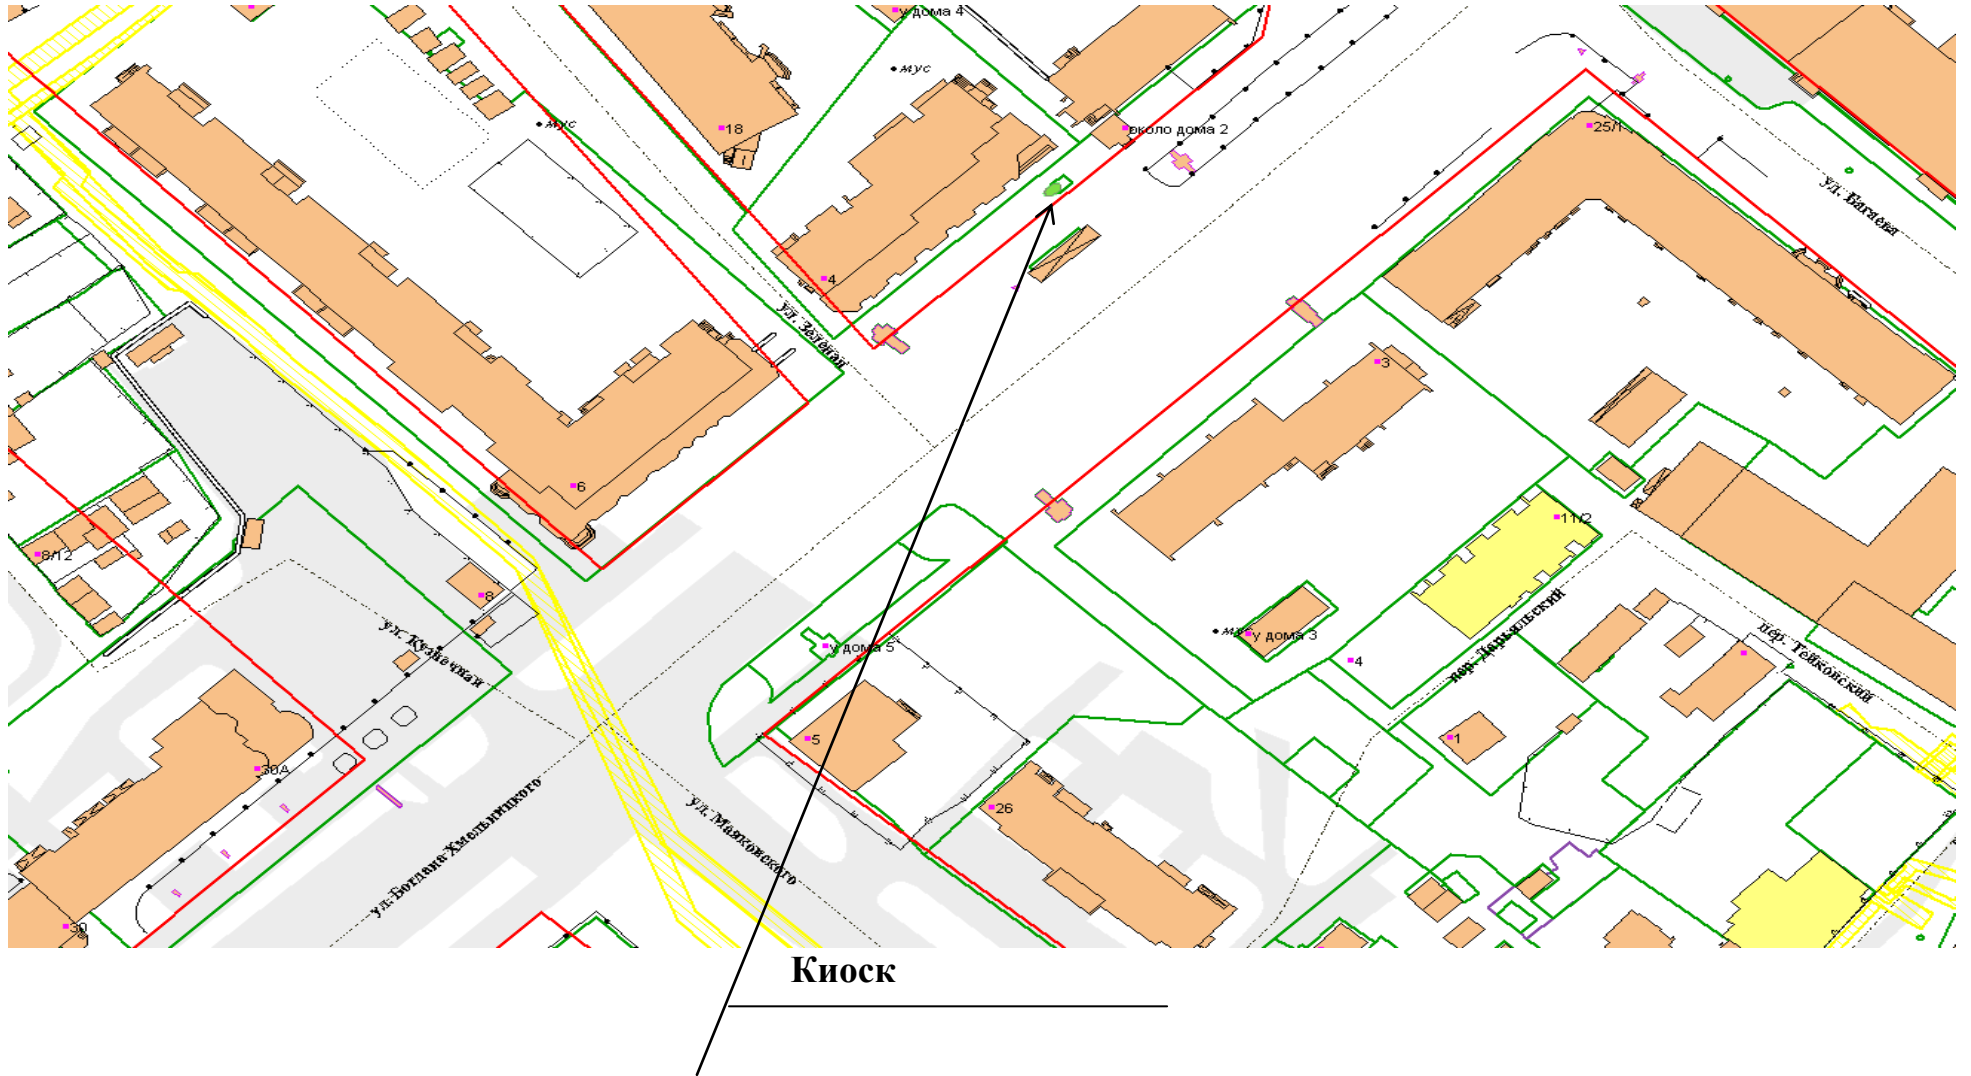 у дома 4
мус
18
мус
около дома 2
25/1
ул. Багаева
4
ул. Зеленая
3
6
11/2
8/12
8
ул. Кузнечная
у дома 5
мус
у дома 3
4
пер. Дарьяльский
пер. Тейковский
5
1
30А
26
ул. Богдана Хмельницкого
ул. Маяковского
30
Киоск